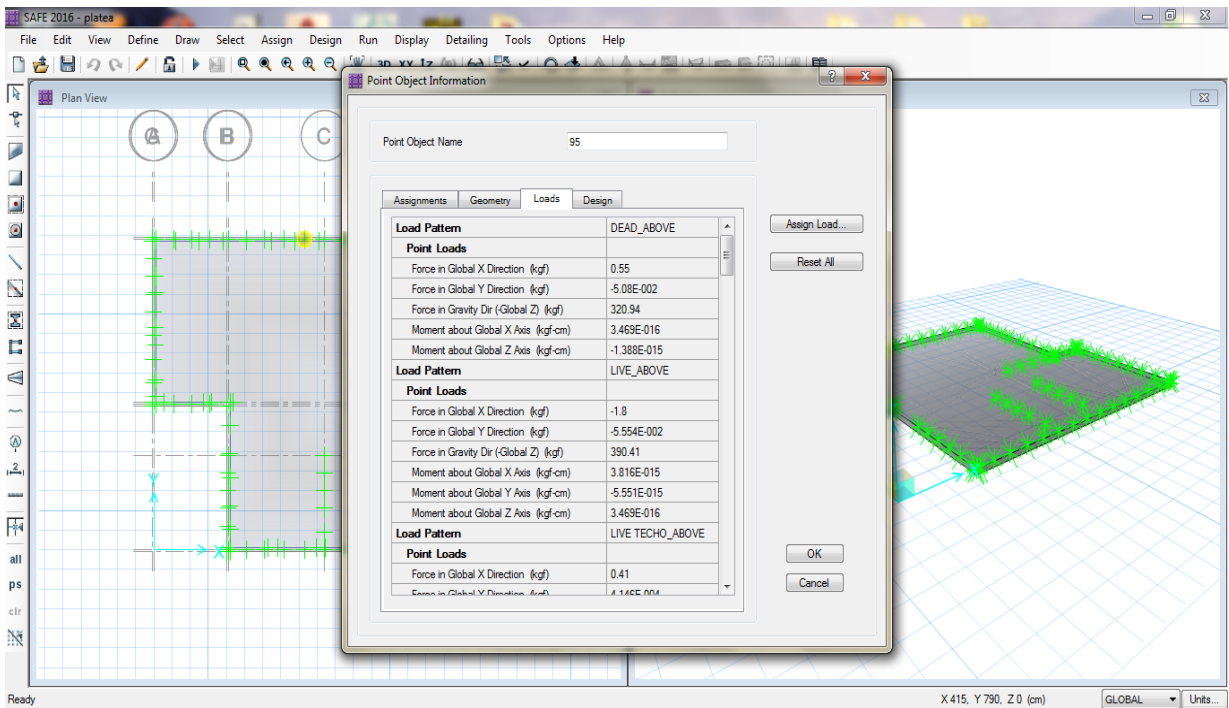 SAFE 2016 - platea
File Edit View Define Draw Select Assign Design Run Display Detailing Tools Options Help
Point Object Information
Plan View
A B C
Point Object Name 95
Assignments Geometry Loads Design
Load Pattern DEAD_ABOVE
Point Loads
Force in Global X Direction (kgf) 0.55
Force in Global Y Direction (kgf) -5.08E-002
Force in Gravity Dir (-Global Z) (kgf) 320.94
Moment about Global X Axis (kgf-cm) 3.469E-016
Moment about Global Z Axis (kgf-cm) -1.388E-015
Load Pattern LIVE_ABOVE
Point Loads
Force in Global X Direction (kgf) -1.8
Force in Global Y Direction (kgf) -5.554E-002
Force in Gravity Dir (-Global Z) (kgf) 390.41
Moment about Global X Axis (kgf-cm) 3.816E-015
Moment about Global Y Axis (kgf-cm) -5.551E-015
Moment about Global Z Axis (kgf-cm) 3.469E-016
Load Pattern LIVE TECHO_ABOVE
Point Loads
Force in Global X Direction (kgf) 0.41
Force in Global Y Direction (kgf) 4.146E-004
Assign Load...
Reset All
OK
Cancel
all
ps
clr
X
X
Ready X 415, Y 790, Z 0 (cm) GLOBAL Units...